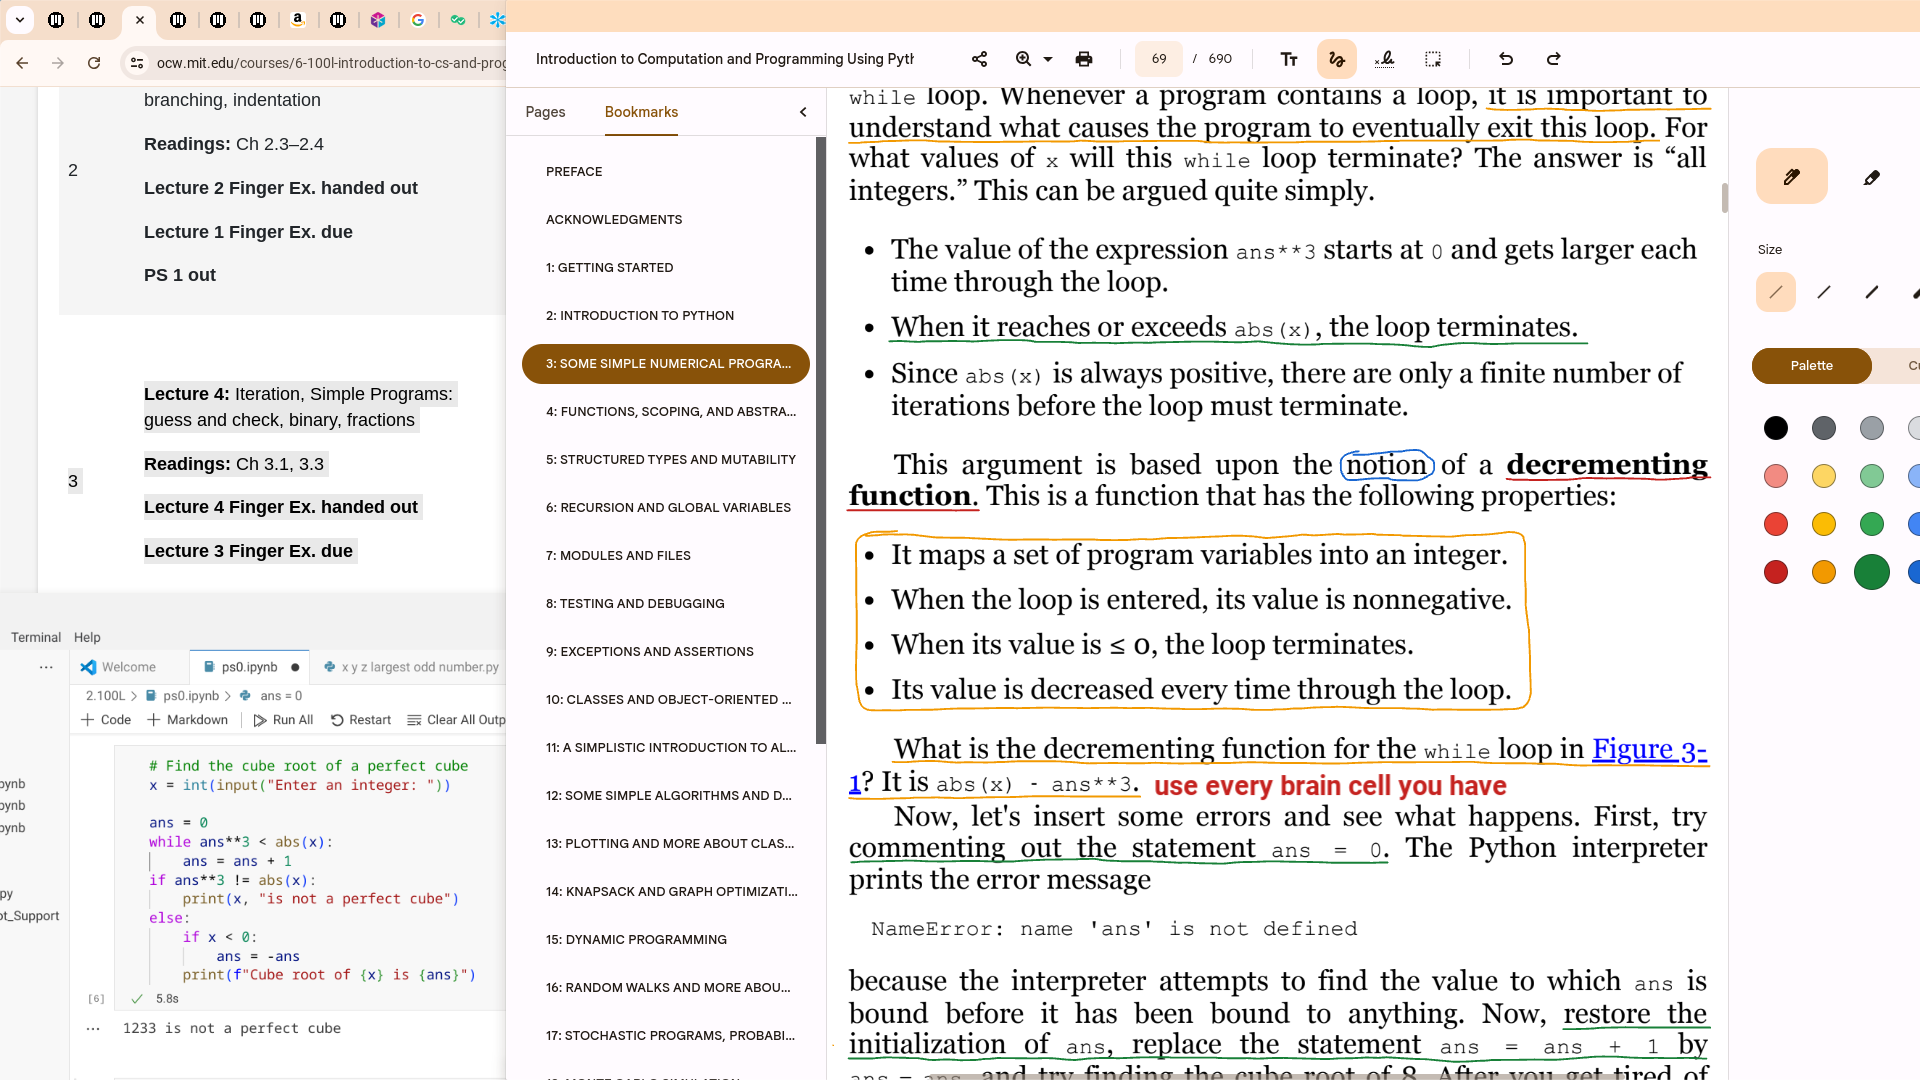 ocw.mit.edu/courses/6-100l-introduction-to-cs-and-prog
branching, indentation
2
Readings: Ch 2.3–2.4
Lecture 2 Finger Ex. handed out
Lecture 1 Finger Ex. due
PS 1 out
Lecture 4: Iteration, Simple Programs:
guess and check, binary, fractions
3
Readings: Ch 3.1, 3.3
Lecture 4 Finger Ex. handed out
Lecture 3 Finger Ex. due
Terminal Help
Welcome ps0.ipynb x y z largest odd number.py
2.100L > ps0.ipynb > ans = 0
+ Code + Markdown Run All Restart Clear All Outp
ynb
ynb
ynb
py
ot_Support
# Find the cube root of a perfect cube
x = int(input("Enter an integer: "))
ans = 0
while ans**3 < abs(x):
    ans = ans + 1
if ans**3 != abs(x):
    print(x, "is not a perfect cube")
else:
    if x < 0:
        ans = -ans
    print(f"Cube root of {x} is {ans}")
[6] 5.8s
1233 is not a perfect cube
Introduction to Computation and Programming Using Pyth
69 / 690
Pages Bookmarks
PREFACE
ACKNOWLEDGMENTS
1: GETTING STARTED
2: INTRODUCTION TO PYTHON
3: SOME SIMPLE NUMERICAL PROGRA...
4: FUNCTIONS, SCOPING, AND ABSTRA...
5: STRUCTURED TYPES AND MUTABILITY
6: RECURSION AND GLOBAL VARIABLES
7: MODULES AND FILES
8: TESTING AND DEBUGGING
9: EXCEPTIONS AND ASSERTIONS
10: CLASSES AND OBJECT-ORIENTED ...
11: A SIMPLISTIC INTRODUCTION TO AL...
12: SOME SIMPLE ALGORITHMS AND D...
13: PLOTTING AND MORE ABOUT CLAS...
14: KNAPSACK AND GRAPH OPTIMIZATI...
15: DYNAMIC PROGRAMMING
16: RANDOM WALKS AND MORE ABOU...
17: STOCHASTIC PROGRAMS, PROBABI...
while loop. Whenever a program contains a loop, it is important to
understand what causes the program to eventually exit this loop. For
what values of x will this while loop terminate? The answer is “all
integers.” This can be argued quite simply.
• The value of the expression ans**3 starts at 0 and gets larger each
time through the loop.
• When it reaches or exceeds abs(x), the loop terminates.
• Since abs(x) is always positive, there are only a finite number of
iterations before the loop must terminate.
This argument is based upon the notion of a decrementing
function. This is a function that has the following properties:
• It maps a set of program variables into an integer.
• When the loop is entered, its value is nonnegative.
• When its value is ≤ 0, the loop terminates.
• Its value is decreased every time through the loop.
What is the decrementing function for the while loop in Figure 3-
1? It is abs(x) - ans**3. use every brain cell you have
Now, let's insert some errors and see what happens. First, try
commenting out the statement ans = 0. The Python interpreter
prints the error message
NameError: name 'ans' is not defined
because the interpreter attempts to find the value to which ans is
bound before it has been bound to anything. Now, restore the
initialization of ans, replace the statement ans = ans + 1 by
ans = ans, and try finding the cube root of 8. After you get tired of
Size
Palette Cu